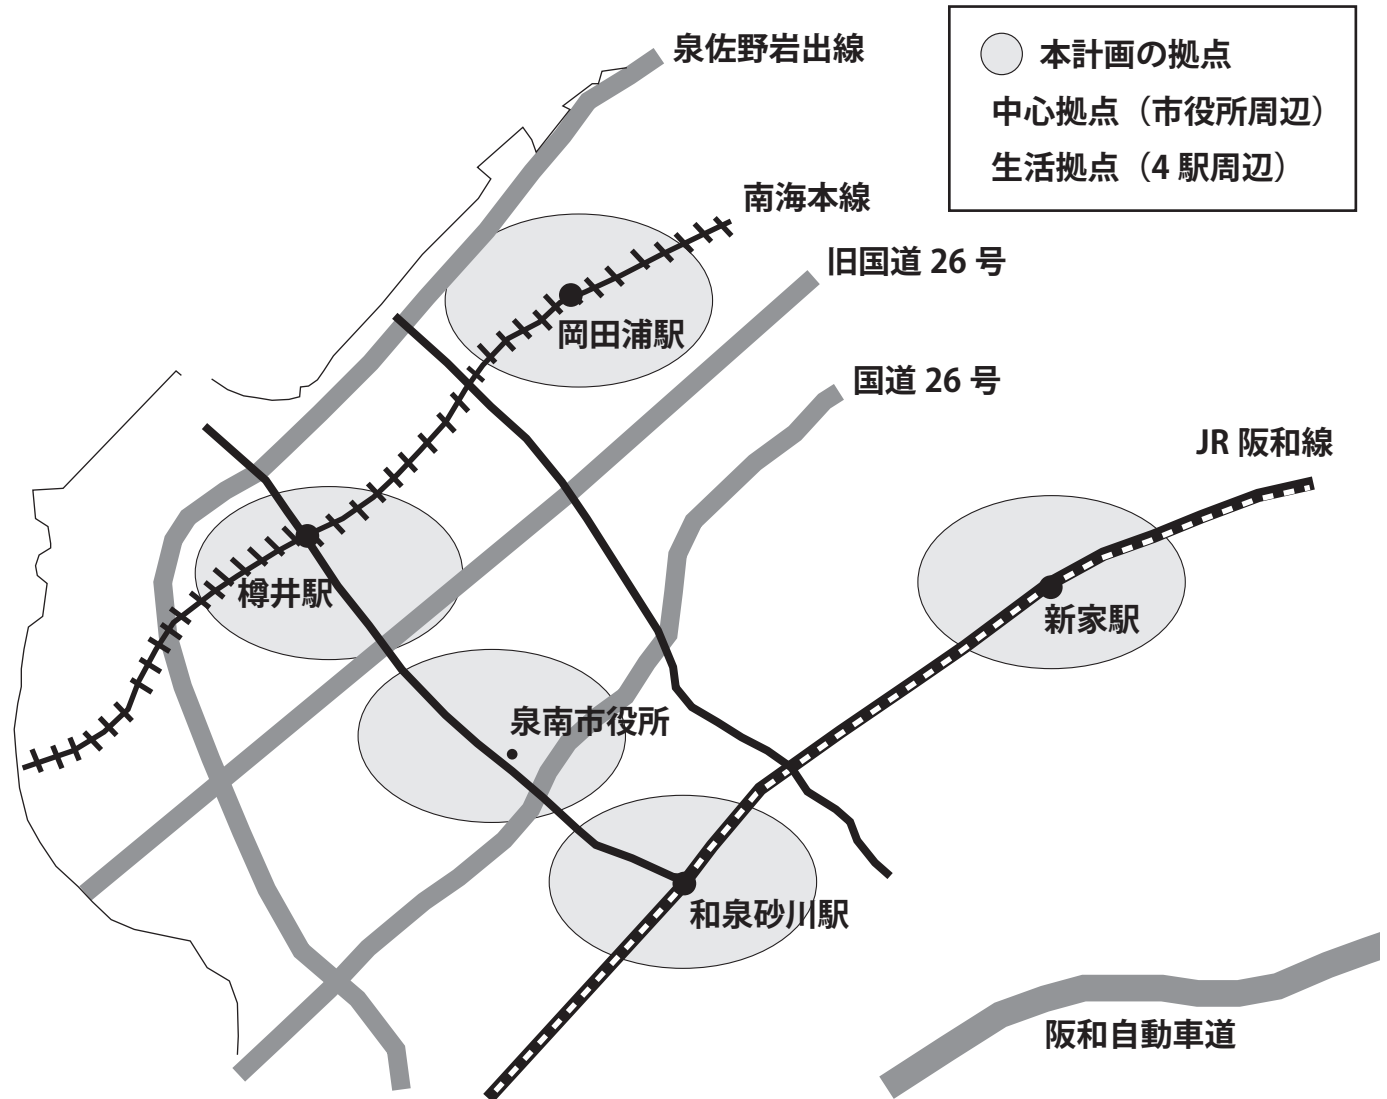 泉佐野岩出線
本計画の拠点
中心拠点（市役所周辺）
生活拠点（4 駅周辺）
南海本線
旧国道 26 号
岡田浦駅
国道 26 号
JR 阪和線
樽井駅
新家駅
泉南市役所
和泉砂川駅
阪和自動車道